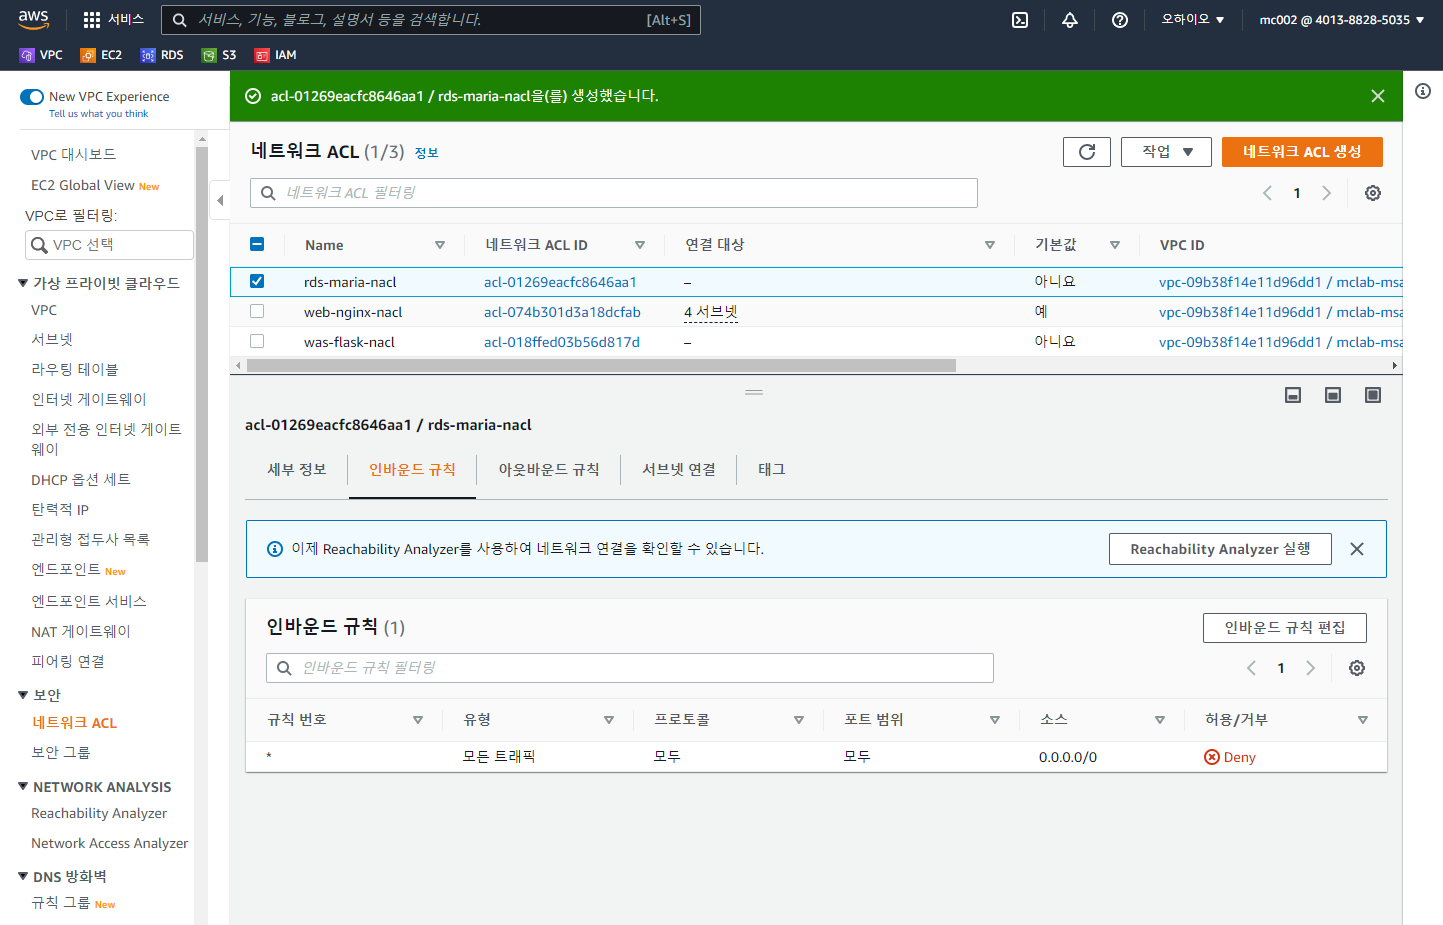 aws
서비스
서비스, 기능, 블로그, 설명서 등을 검색합니다.
[Alt+S]
오하이오 ▼
mc002 @ 4013-8828-5035 ▼
VPC
EC2
RDS
S3
IAM
New VPC Experience
Tell us what you think
VPC 대시보드
EC2 Global View New
VPC로 필터링:
VPC 선택
가상 프라이빗 클라우드
VPC
서브넷
라우팅 테이블
인터넷 게이트웨이
외부 전용 인터넷 게이트
웨이
DHCP 옵션 세트
탄력적 IP
관리형 접두사 목록
엔드포인트 New
엔드포인트 서비스
NAT 게이트웨이
피어링 연결
보안
네트워크 ACL
보안 그룹
NETWORK ANALYSIS
Reachability Analyzer
Network Access Analyzer
DNS 방화벽
규칙 그룹 New
acl-01269eacfc8646aa1 / rds-maria-nacl을(를) 생성했습니다.
네트워크 ACL (1/3) 정보
작업 ▼
네트워크 ACL 생성
네트워크 ACL 필터링
1
Name 네트워크 ACL ID 연결 대상 기본값 VPC ID
rds-maria-nacl acl-01269eacfc8646aa1 – 아니요 vpc-09b38f14e11d96dd1 / mclab-msa
web-nginx-nacl acl-074b301d3a18dcfab 4 서브넷 예 vpc-09b38f14e11d96dd1 / mclab-msa
was-flask-nacl acl-018ffed03b56d817d – 아니요 vpc-09b38f14e11d96dd1 / mclab-msa
acl-01269eacfc8646aa1 / rds-maria-nacl
세부 정보
인바운드 규칙
아웃바운드 규칙
서브넷 연결
태그
이제 Reachability Analyzer를 사용하여 네트워크 연결을 확인할 수 있습니다.
Reachability Analyzer 실행
인바운드 규칙 (1)
인바운드 규칙 편집
인바운드 규칙 필터링
1
규칙 번호 유형 프로토콜 포트 범위 소스 허용/거부
* 모든 트래픽 모두 모두 0.0.0.0/0 Deny